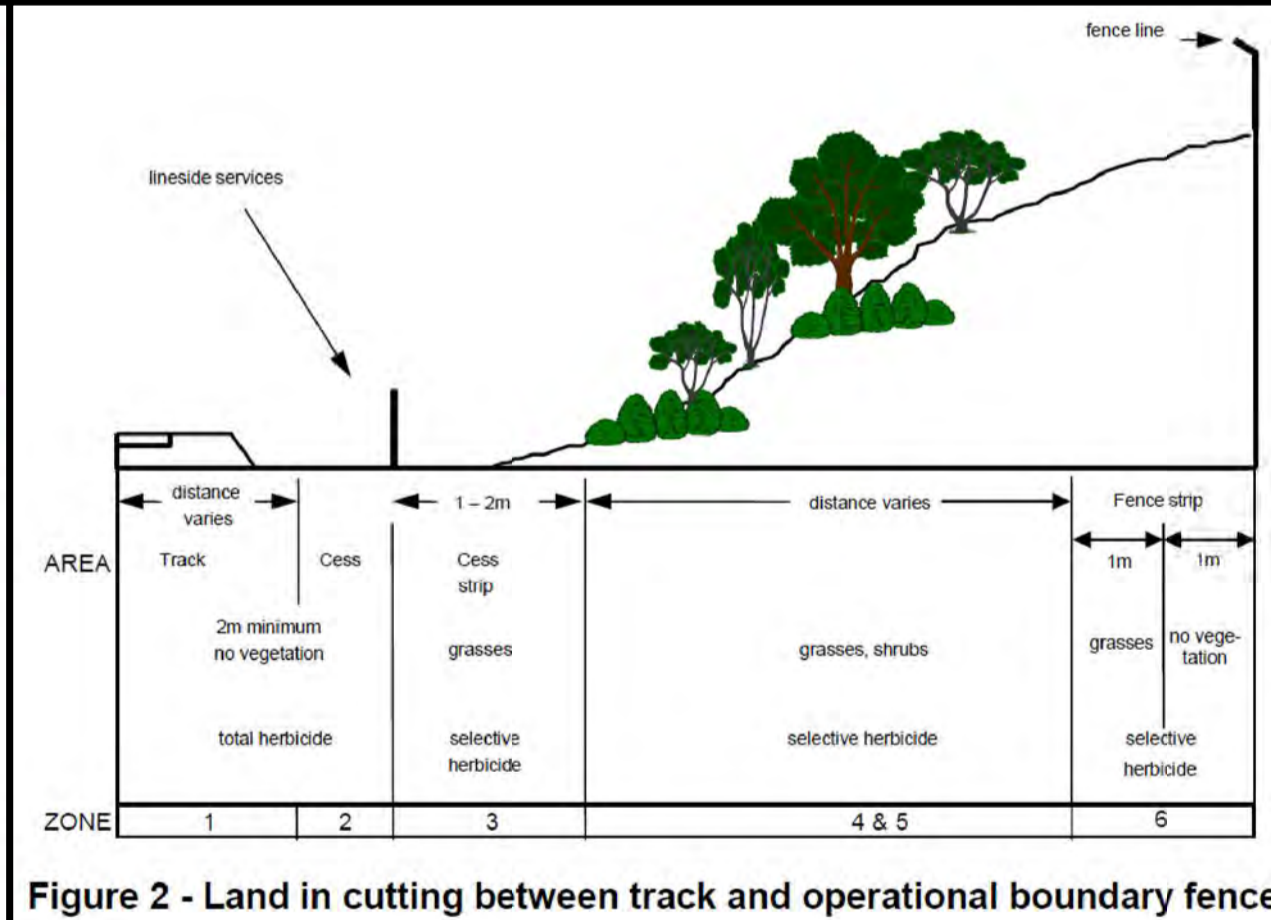 fence line
lineside services
distance
varies
1 – 2m
distance varies
Fence strip
AREA
Track
Cess
Cess
strip
1m
1m
2m minimum
no vegetation
grasses
grasses, shrubs
grasses
no vege-
tation
total herbicide
selective
herbicide
selective herbicide
selective
herbicide
ZONE
1
2
3
4 & 5
6
Figure 2 - Land in cutting between track and operational boundary fence